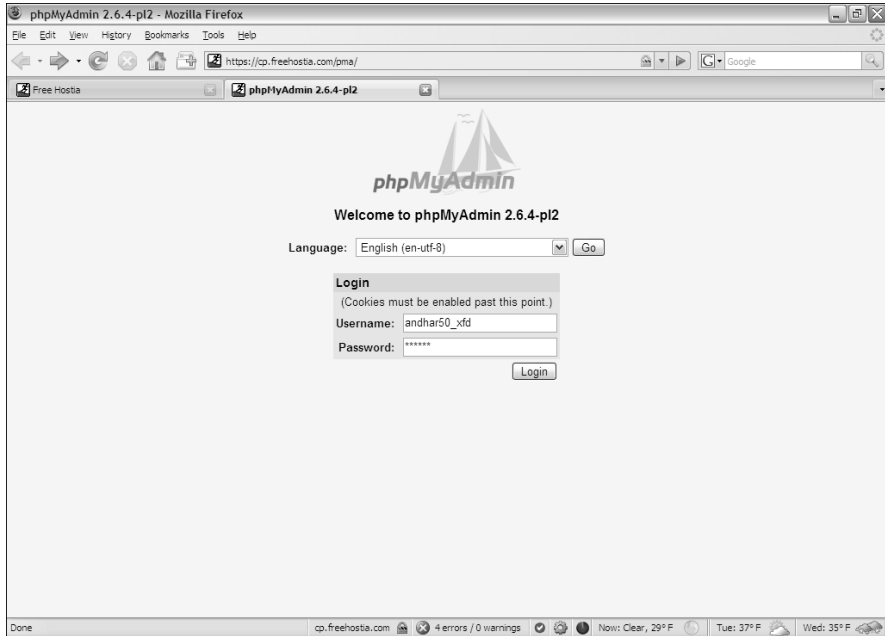 phpMyAdmin 2.6.4-pl2 - Mozilla Firefox
File Edit View History Bookmarks Tools Help
https://cp.freehostia.com/pma/
G Google
Free Hostia
phpMyAdmin 2.6.4-pl2
phpMyAdmin
Welcome to phpMyAdmin 2.6.4-pl2
Language: English (en-utf-8) Go
Login
(Cookies must be enabled past this point.)
Username: andhar50_xfd
Password: ******
Login
Done cp.freehostia.com 4 errors / 0 warnings Now: Clear, 29° F Tue: 37° F Wed: 35° F